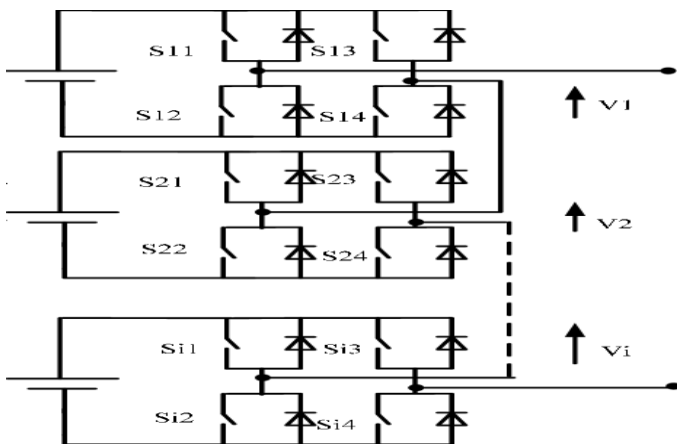 S11 S13
V1
S12 S14
S21 S23
V2
S22 S24
Si1 Si3
Vi
Si2 Si4